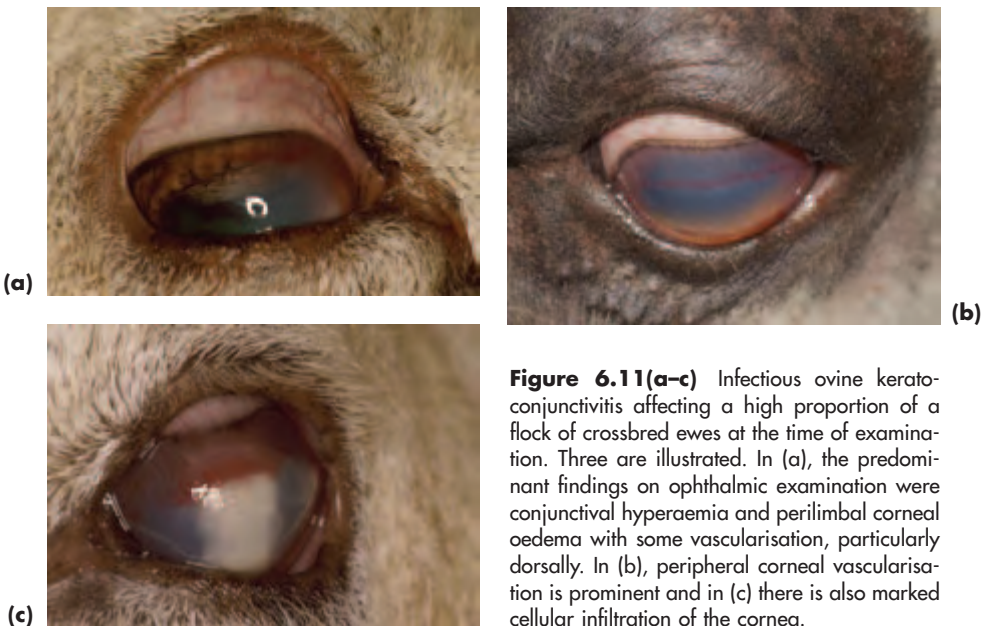 (a)
(b)
(c)
Figure 6.11(a–c) Infectious ovine kerato-
conjunctivitis affecting a high proportion of a
flock of crossbred ewes at the time of examina-
tion. Three are illustrated. In (a), the predomi-
nant findings on ophthalmic examination were
conjunctival hyperaemia and perilimbal corneal
oedema with some vascularisation, particularly
dorsally. In (b), peripheral corneal vascularisa-
tion is prominent and in (c) there is also marked
cellular infiltration of the cornea.